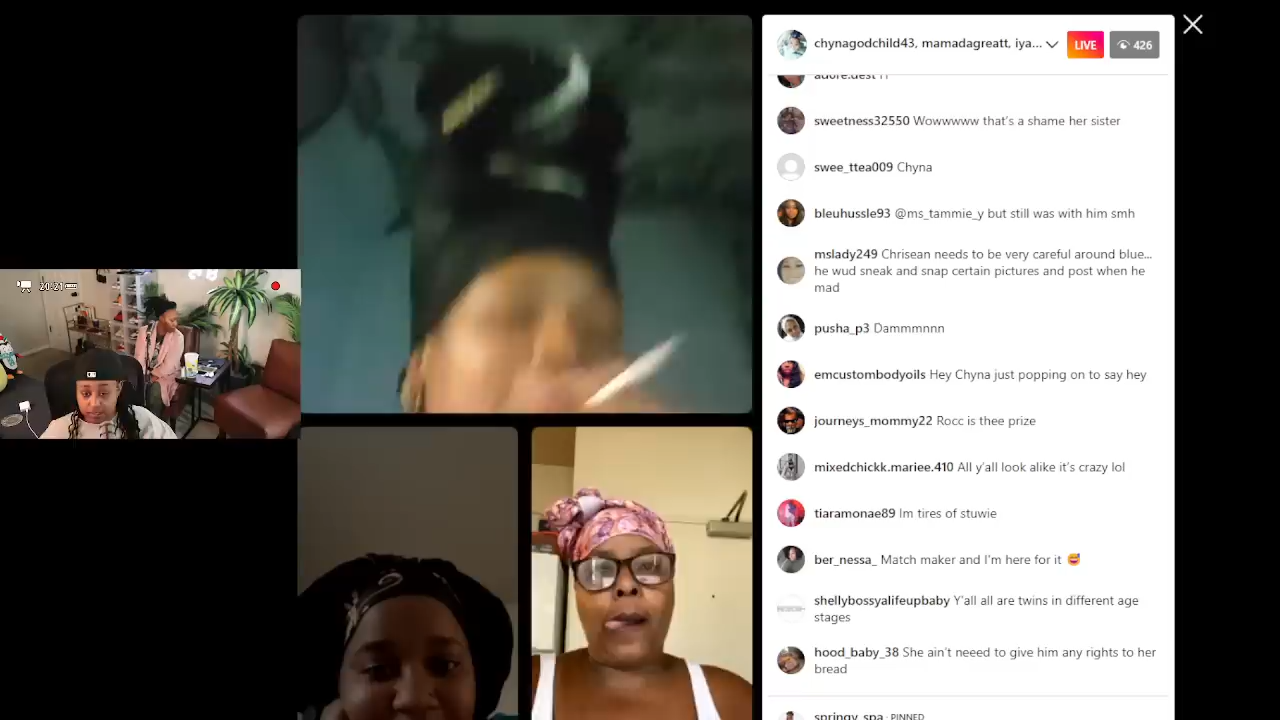 chynagodchild43, mamadagreatt, iya...
LIVE
426
adore.dest
sweetness32550 Wowwwww that's a shame her sister
swee_ttea009 Chyna
bleuhussle93 @ms_tammie_y but still was with him smh
mslady249 Chrisean needs to be very careful around blue...
he wud sneak and snap certain pictures and post when he
mad
pusha_p3 Dammmnnn
emcustombodyoils Hey Chyna just popping on to say hey
journeys_mommy22 Rocc is thee prize
mixedchickk.mariee.410 All y'all look alike it's crazy lol
tiaramonae89 Im tires of stuwie
ber_nessa_ Match maker and I'm here for it 😅
shellybossyalifeupbaby Y'all all are twins in different age
stages
hood_baby_38 She ain't neeed to give him any rights to her
bread
springy_spa · PINNED